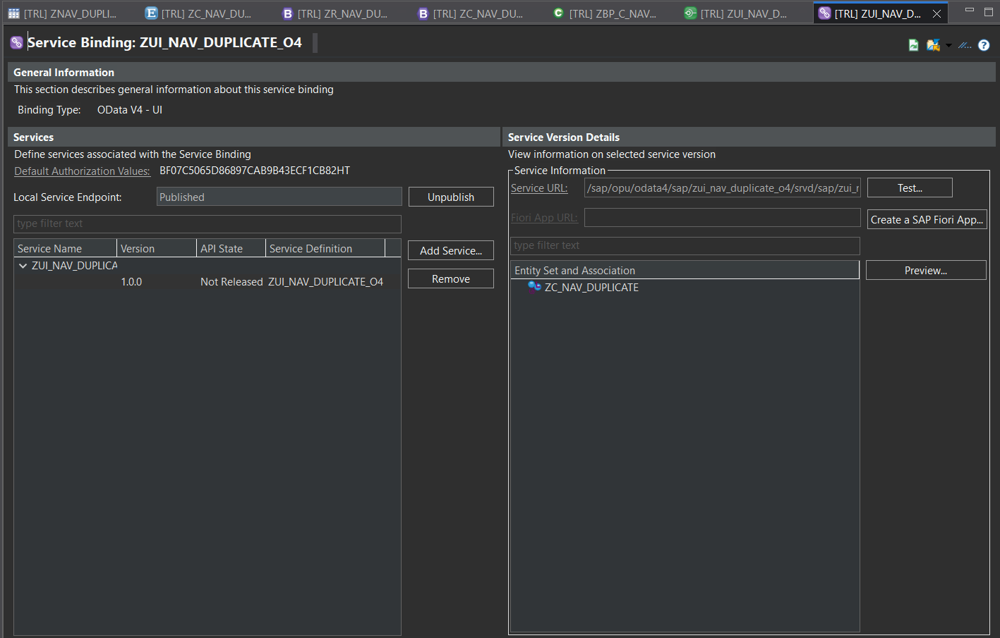 [TRL] ZNAV_DUPLI... [TRL] ZC_NAV_DU... [TRL] ZR_NAV_DU... [TRL] ZC_NAV_DU... [TRL] ZBP_C_NAV... [TRL] ZUI_NAV_D... [TRL] ZUI_NAV_D...
Service Binding: ZUI_NAV_DUPLICATE_O4
General Information
This section describes general information about this service binding
Binding Type: OData V4 - UI
Services
Define services associated with the Service Binding
Default Authorization Values: BF07C5065D86897CAB9B43ECF1CB82HT
Local Service Endpoint: Published Unpublish
type filter text
Service Name Version API State Service Definition Add Service...
ZUI_NAV_DUPLICA
1.0.0 Not Released ZUI_NAV_DUPLICATE_O4 Remove
Service Version Details
View information on selected service version
Service Information
Service URL: /sap/opu/odata4/sap/zui_nav_duplicate_o4/srvd/sap/zui_r Test...
Fiori App URL: Create a SAP Fiori App...
type filter text
Entity Set and Association Preview...
ZC_NAV_DUPLICATE